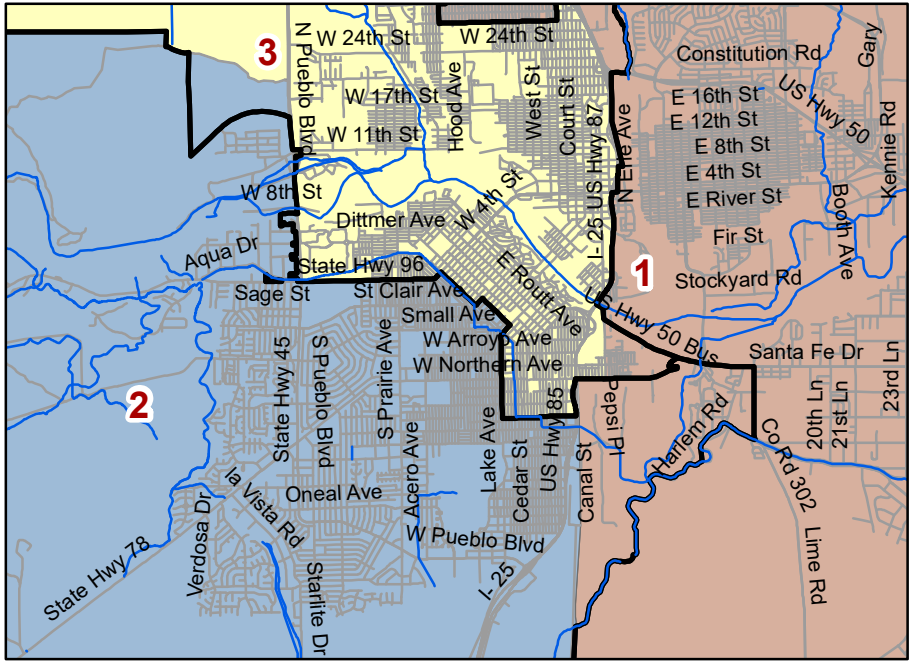 3
N Pueblo Blvd
W 24th St
W 24th St
Constitution Rd
Gary
W 17th St
Hood Ave
West St
Court St
I- 25 US Hwy 87
N Erie Ave
E 16th St
US Hwy 50
W 11th St
E 12th St
E 8th St
Kennie Rd
W 8th St
W 4th St
E 4th St
E River St
Booth Ave
Dittmer Ave
Fir St
Aqua Dr
State Hwy 96
E Routt Ave
1
Stockyard Rd
Sage St
St Clair Ave
US Hwy 50 Bus
Small Ave
W Arroyo Ave
W Northern Ave
Santa Fe Dr
State Hwy 45
S Pueblo Blvd
S Prairie Ave
2
20th Ln
21st Ln
23rd Ln
Harlem Rd
Acero Ave
Lake Ave
Cedar St
US Hwy 85
Canal St
Co Rd 302
la Vista Rd
Oneal Ave
Verdosa Dr
W Pueblo Blvd
Lime Rd
State Hwy 78
Starlite Dr
I- 25